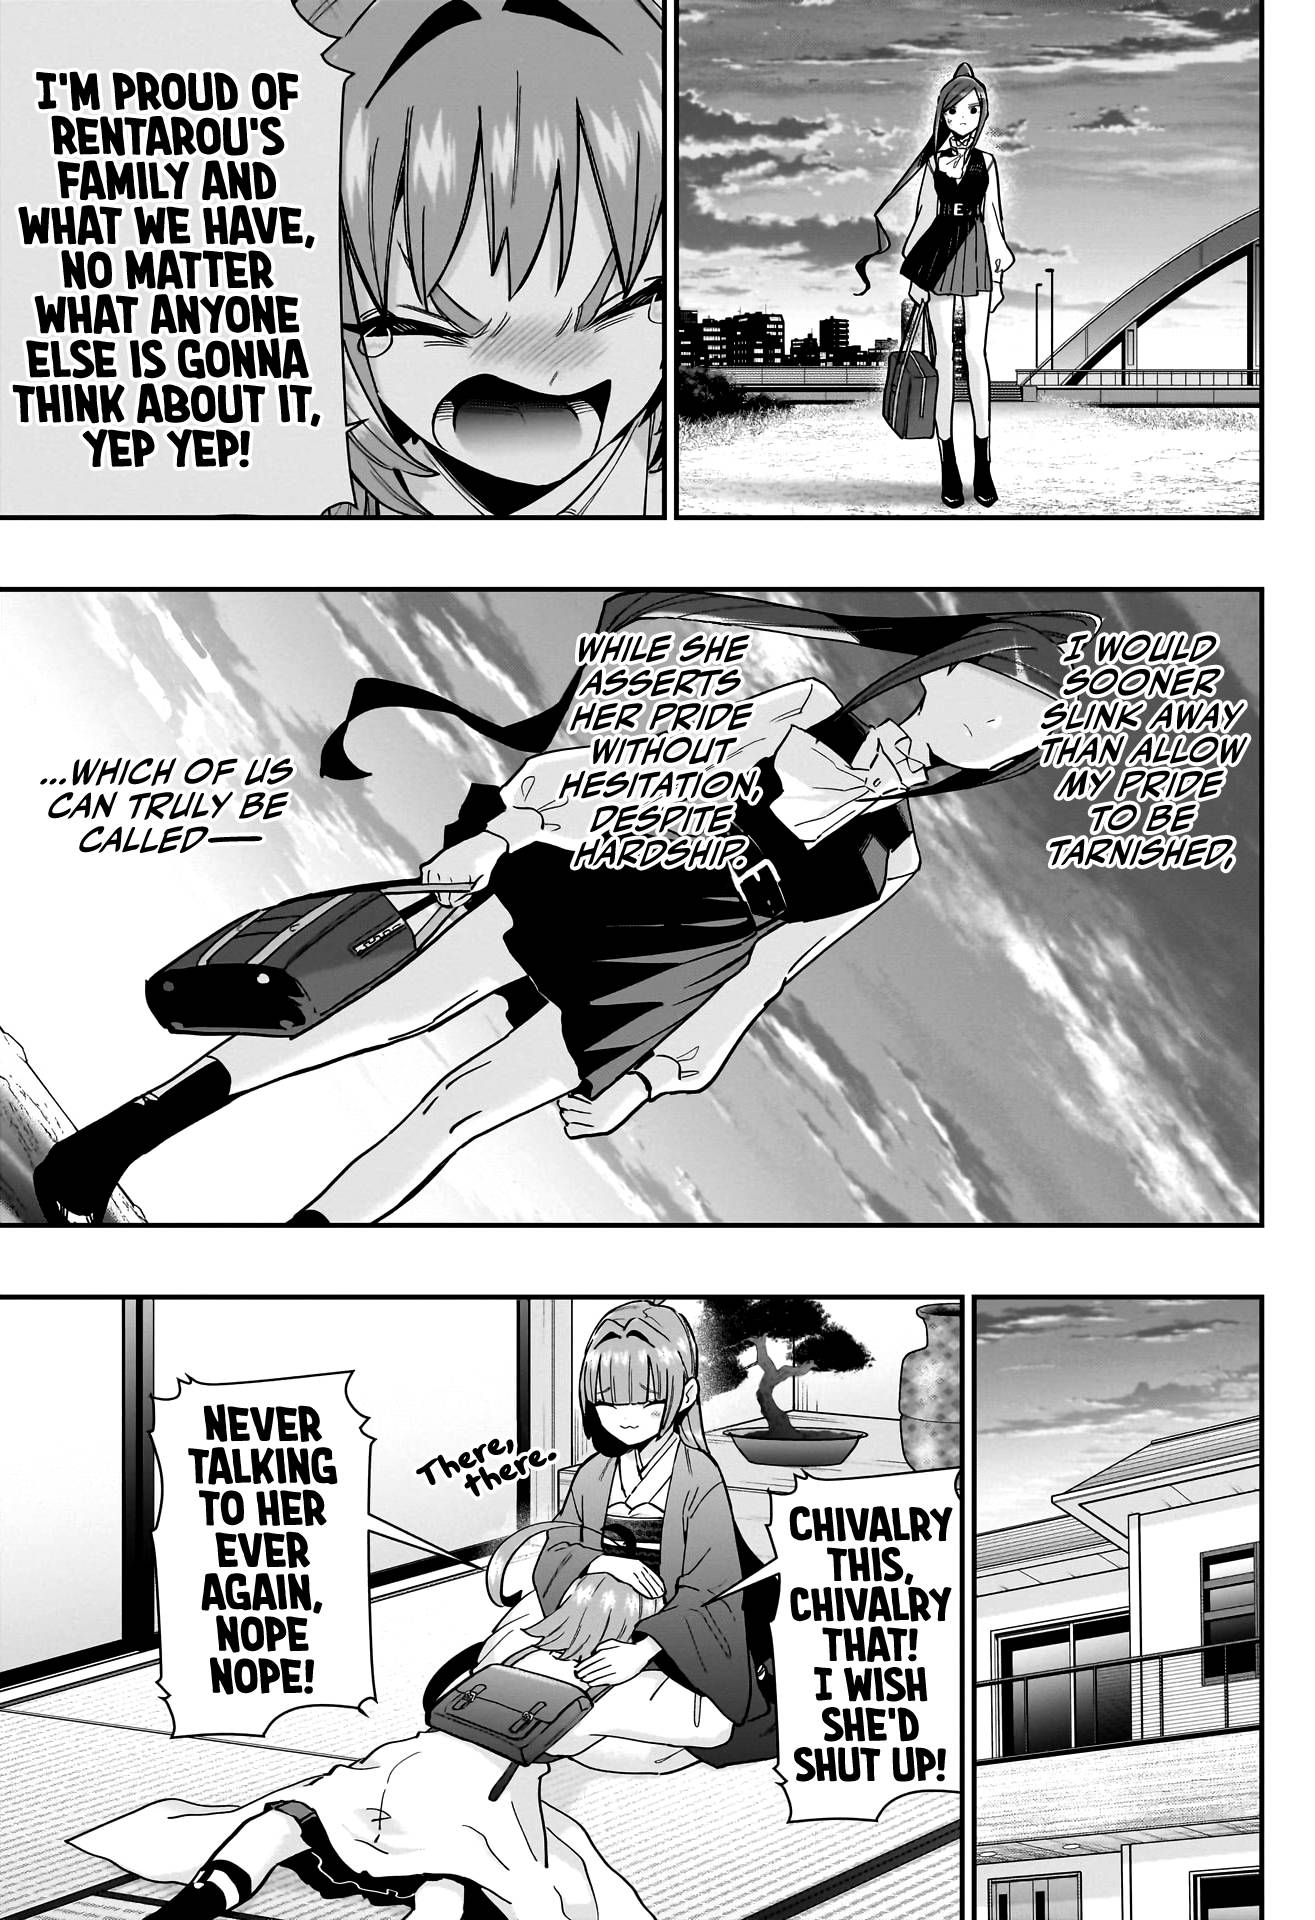 I'M PROUD OF
RENTAROU'S
FAMILY AND
WHAT WE HAVE,
NO MATTER
WHAT ANYONE
ELSE IS GONNA
THINK ABOUT IT,
YEP YEP!
I WOULD
SOONER
SLINK AWAY
THAN ALLOW
MY PRIDE
TO BE
TARNISHED,
WHILE SHE
ASSERTS
HER PRIDE
WITHOUT
HESITATION,
DESPITE
HARDSHIP.
...WHICH OF US
CAN TRULY BE
CALLED—
CHIVALRY
THIS,
CHIVALRY
THAT!
I WISH
SHE'D
SHUT UP!
There,
there.
NEVER
TALKING
TO HER
EVER
AGAIN,
NOPE
NOPE!